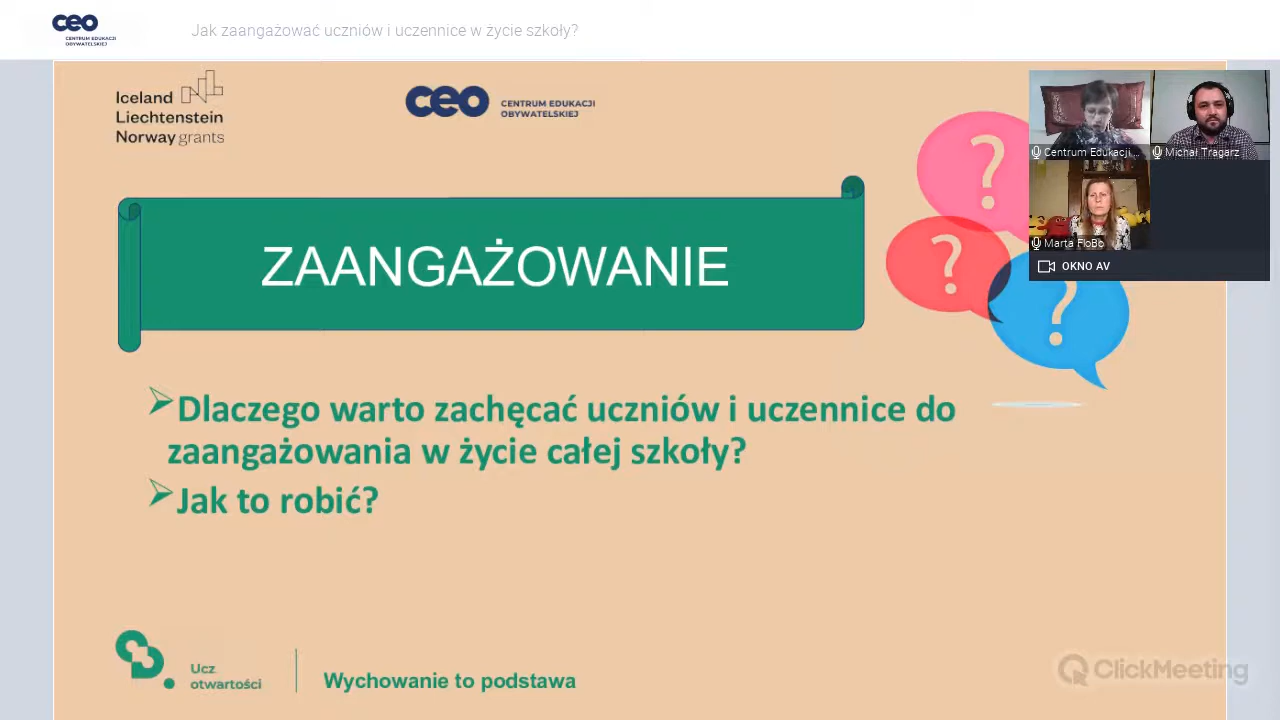 ceo
CENTRUM EDUKACJI
OBYWATELSKIEJ
Jak zaangażować uczniów i uczennice w życie szkoły?
Iceland
Liechtenstein
Norway grants
ceo
CENTRUM EDUKACJI
OBYWATELSKIEJ
Centrum Edukacji ...
Michał Tragarz
Marta FloBo
OKNO AV
?
?
?
ZAANGAŻOWANIE
Dlaczego warto zachęcać uczniów i uczennice do
zaangażowania w życie całej szkoły?
Jak to robić?
Ucz
otwartości
Wychowanie to podstawa
ClickMeeting